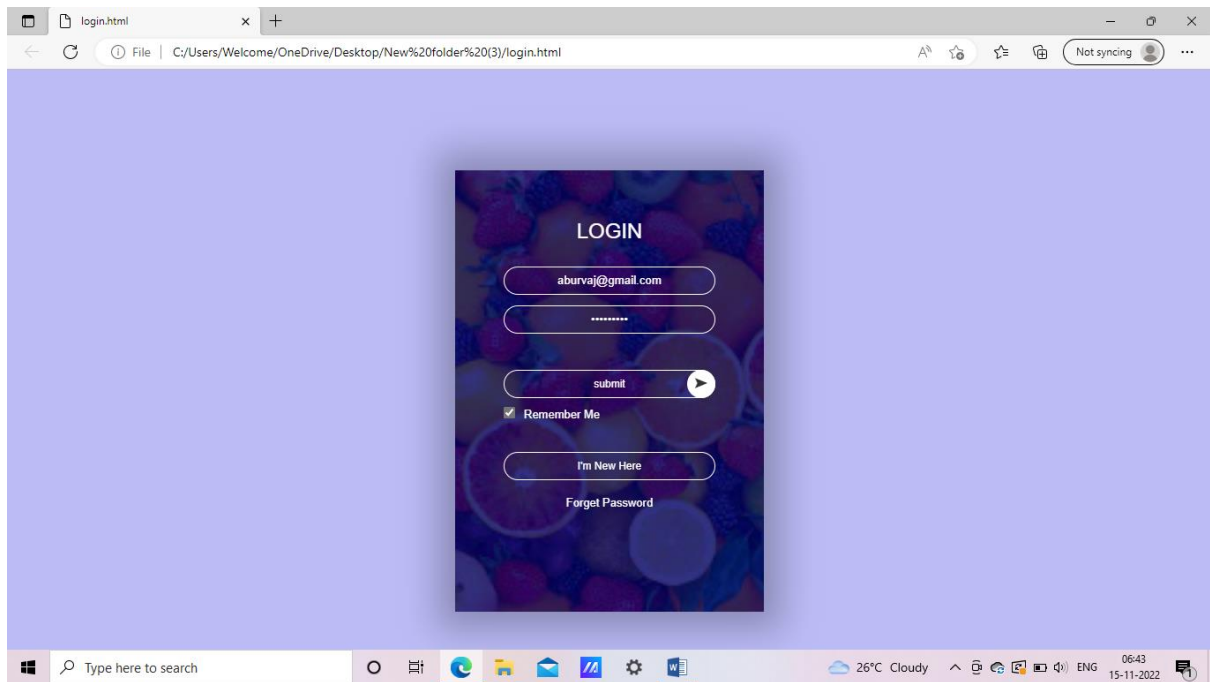 login.html
File | C:/Users/Welcome/OneDrive/Desktop/New%20folder%20(3)/login.html
Not syncing
LOGIN
aburvaj@gmail.com
•••••••••
submit
Remember Me
I'm New Here
Forget Password
Type here to search
26°C Cloudy
ENG
06:43
15-11-2022
1